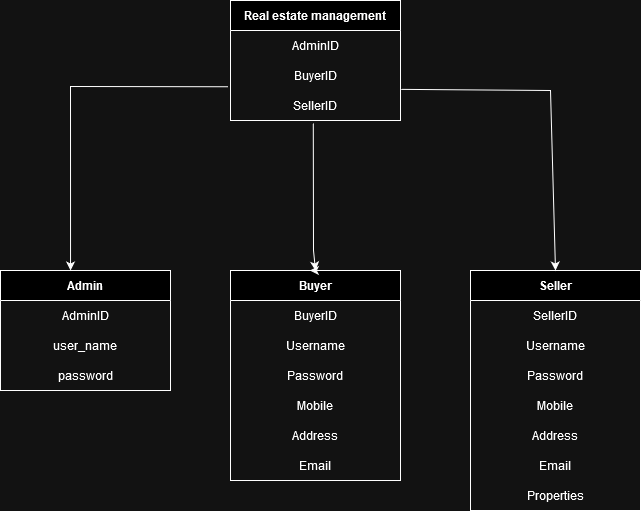 Real estate management
AdminID
BuyerID
SellerID
Admin
AdminID
user_name
password
Buyer
BuyerID
Username
Password
Mobile
Address
Email
Seller
SellerID
Username
Password
Mobile
Address
Email
Properties